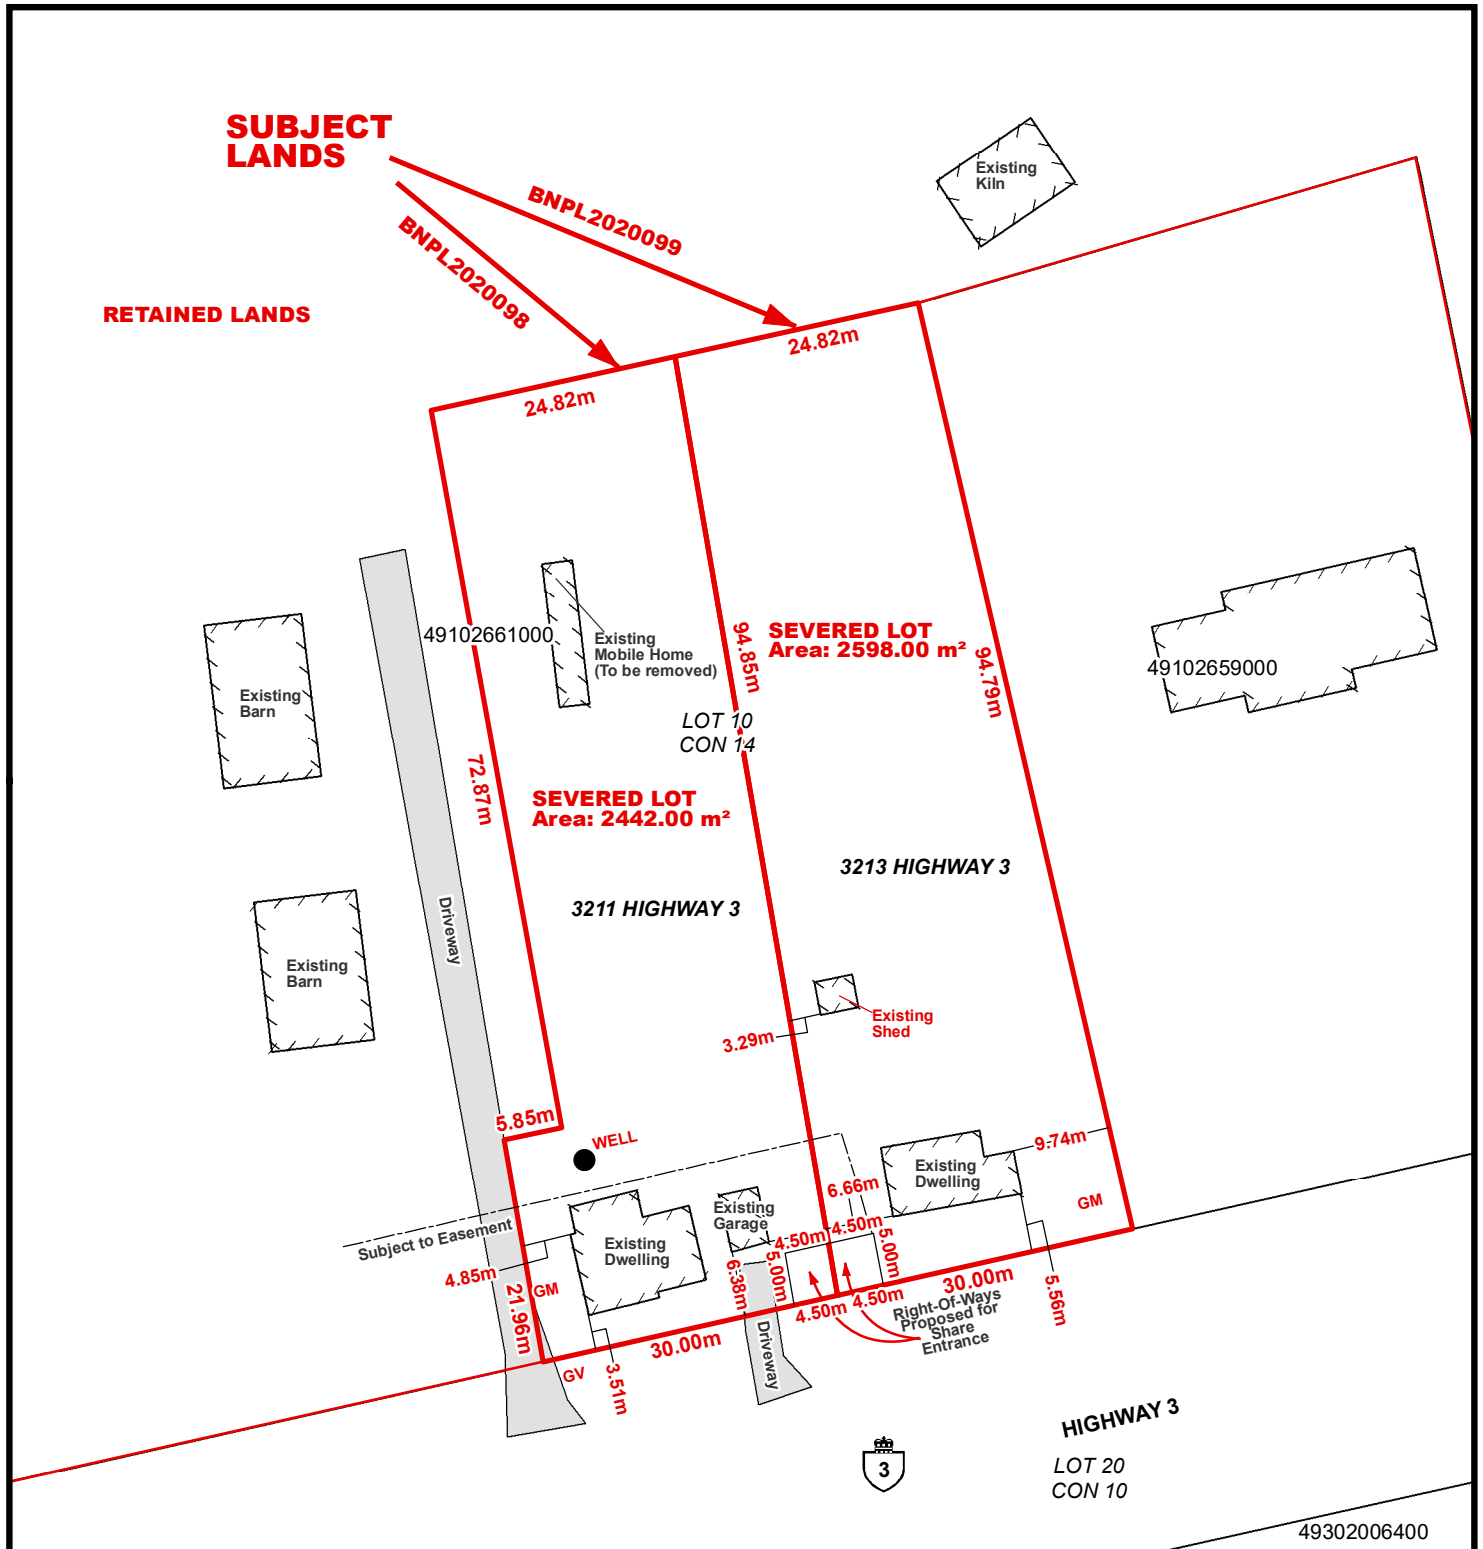 SUBJECT
LANDS
BNPL2020099
BNPL2020098
RETAINED LANDS
Existing
Kiln
24.82m
24.82m
49102661000
Existing
Mobile Home
(To be removed)
94.85m
SEVERED LOT
Area: 2598.00 m²
94.79m
49102659000
Existing
Barn
LOT 10
CON 14
72.87m
SEVERED LOT
Area: 2442.00 m²
3213 HIGHWAY 3
3211 HIGHWAY 3
Driveway
Existing
Barn
Existing
Shed
3.29m
5.85m
WELL
9.74m
Existing
Dwelling
6.66m
GM
Existing
Garage
Subject to Easement
Existing
Dwelling
4.50m
4.50m
5.00m
5.00m
4.85m
GM
21.96m
6.38m
4.50m
4.50m
30.00m
5.56m
Right-Of-Ways
Proposed for
Share
Entrance
30.00m
Driveway
GV
3.51m
HIGHWAY 3
3
LOT 20
CON 10
49302006400